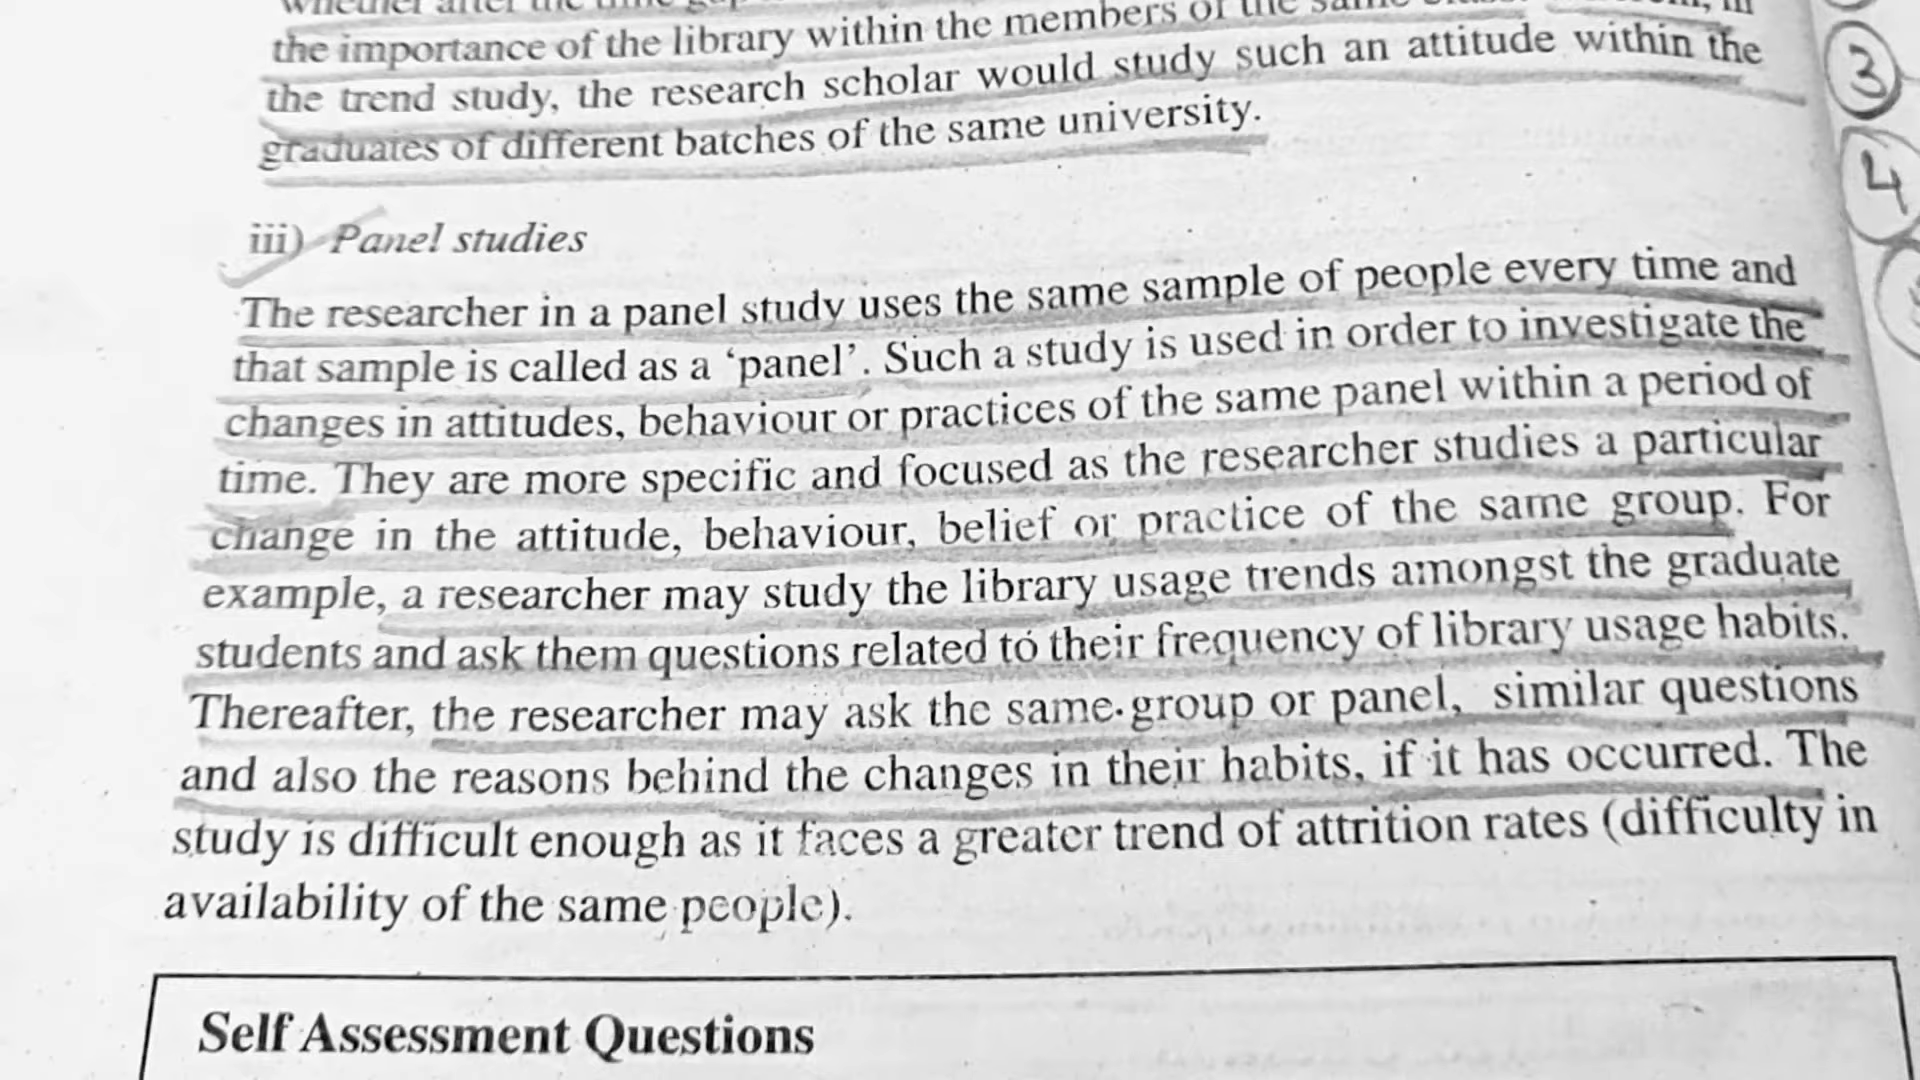 the importance of the library within the members of the
the trend study, the research scholar would study such an attitude within the
graduates of different batches of the same university.
3
4
iii) Panel studies
The researcher in a panel study uses the same sample of people every time and
that sample is called as a ‘panel’. Such a study is used in order to investigate the
changes in attitudes, behaviour or practices of the same panel within a period of
time. They are more specific and focused as the researcher studies a particular
change in the attitude, behaviour, belief or practice of the same group. For
example, a researcher may study the library usage trends amongst the graduate
students and ask them questions related to their frequency of library usage habits.
Thereafter, the researcher may ask the same group or panel, similar questions
and also the reasons behind the changes in their habits, if it has occurred. The
study is difficult enough as it faces a greater trend of attrition rates (difficulty in
availability of the same people).
Self Assessment Questions